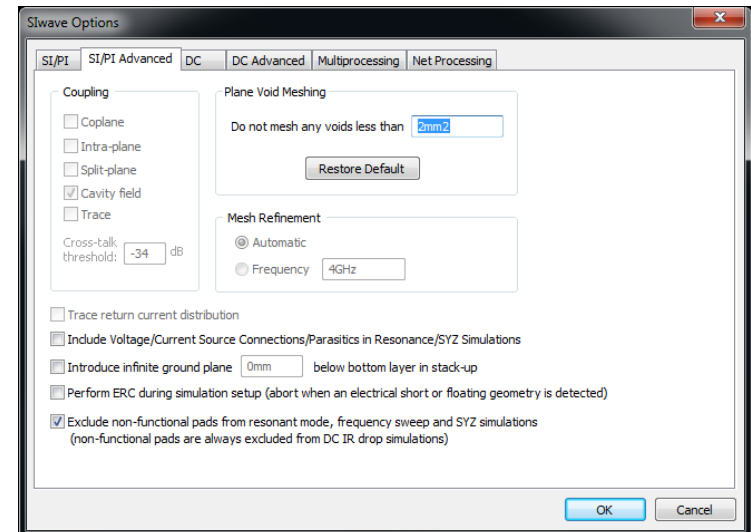 SIwave Options
SI/PI SI/PI Advanced DC DC Advanced Multiprocessing Net Processing
Coupling
Coplane
Intra-plane
Split-plane
Cavity field
Trace
Cross-talk
threshold: -34 dB
Plane Void Meshing
Do not mesh any voids less than 2mm2
Restore Default
Mesh Refinement
Automatic
Frequency 4GHz
Trace return current distribution
Include Voltage/Current Source Connections/Parasitics in Resonance/SYZ Simulations
Introduce infinite ground plane 0mm below bottom layer in stack-up
Perform ERC during simulation setup (abort when an electrical short or floating geometry is detected)
Exclude non-functional pads from resonant mode, frequency sweep and SYZ simulations
(non-functional pads are always excluded from DC IR drop simulations)
OK Cancel